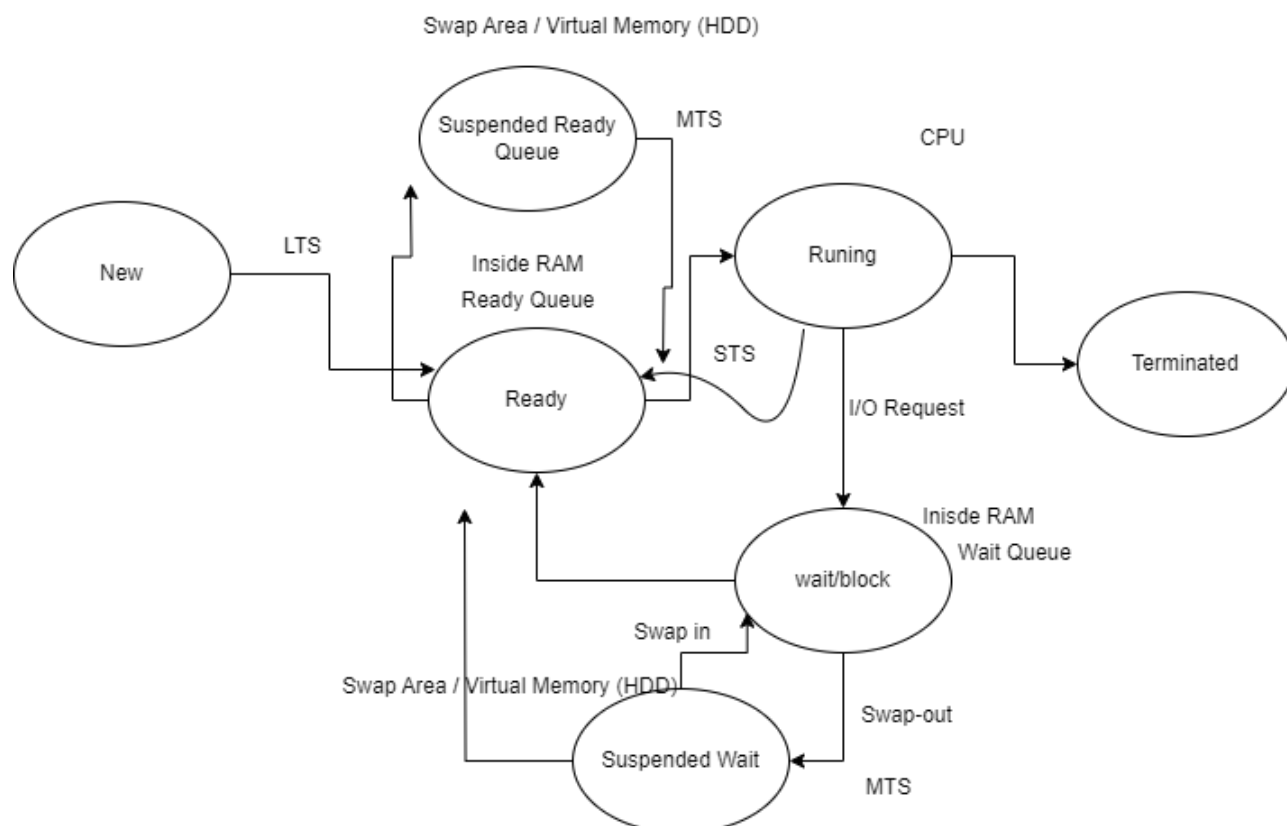 Swap Area / Virtual Memory (HDD)
Suspended Ready
Queue
MTS
CPU
New
LTS
Inside RAM
Ready Queue
Runing
Ready
STS
Terminated
I/O Request
Inisde RAM
Wait Queue
wait/block
Swap in
Swap Area / Virtual Memory (HDD)
Swap-out
Suspended Wait
MTS